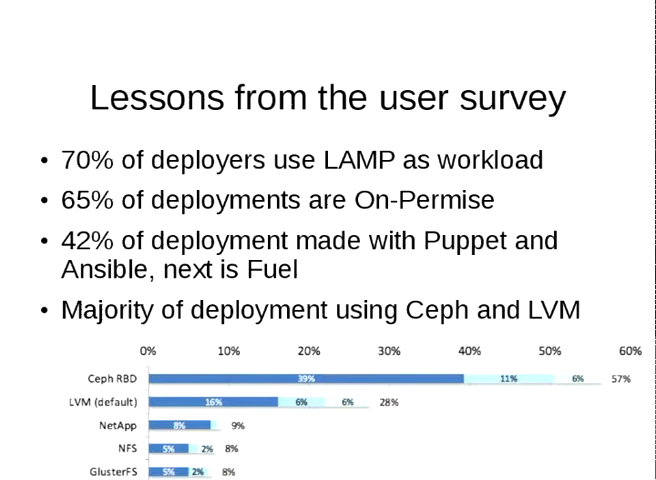 Lessons from the user survey
• 70% of deployers use LAMP as workload
• 65% of deployments are On-Permise
• 42% of deployment made with Puppet and
Ansible, next is Fuel
• Majority of deployment using Ceph and LVM
0% 10% 20% 30% 40% 50% 60%
Ceph RBD 39% 11% 6% 57%
LVM (default) 16% 6% 6% 28%
NetApp 8% 9%
NFS 5% 2% 8%
GlusterFS 5% 2% 8%